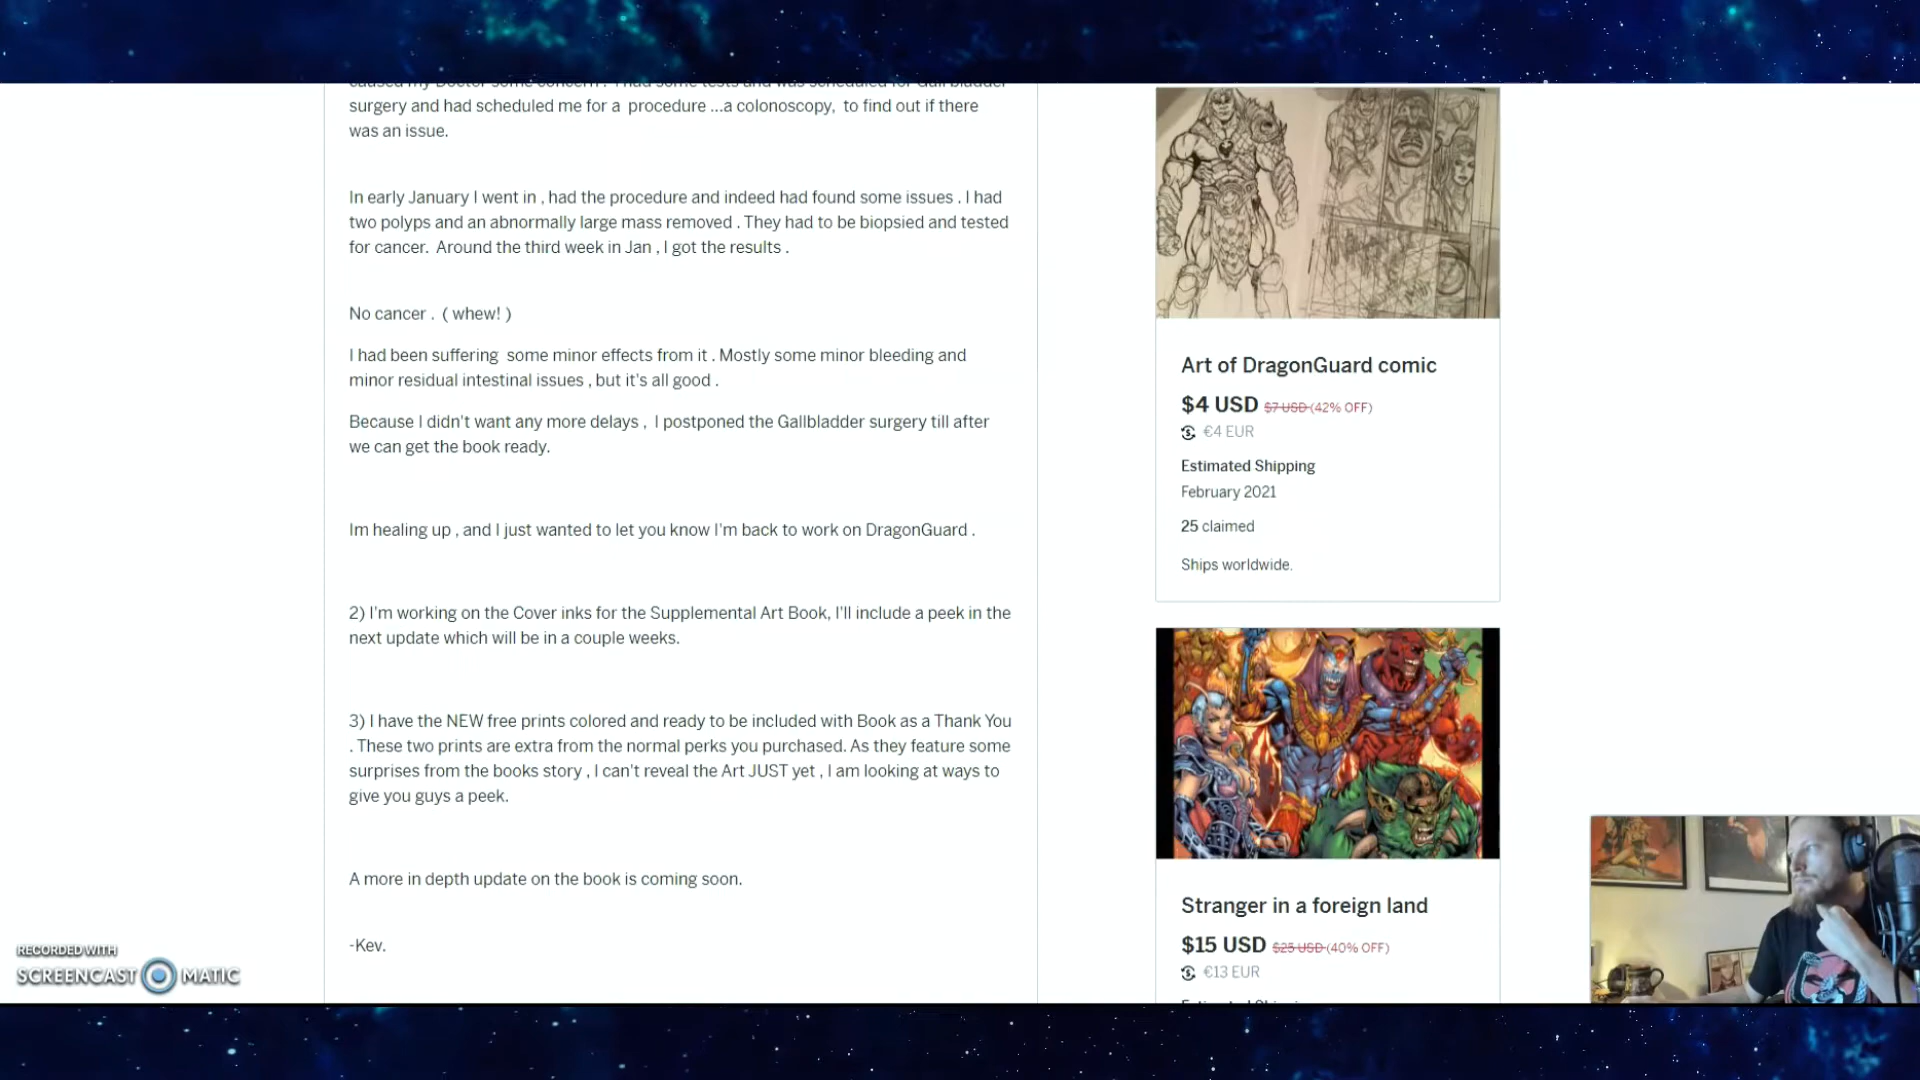 caused my Doctor some concern . I had some tests and was scheduled for Gall bladder
surgery and had scheduled me for a procedure ...a colonoscopy, to find out if there
was an issue.
In early January I went in , had the procedure and indeed had found some issues . I had
two polyps and an abnormally large mass removed . They had to be biopsied and tested
for cancer. Around the third week in Jan , I got the results .
No cancer . ( whew! )
I had been suffering some minor effects from it . Mostly some minor bleeding and
minor residual intestinal issues , but it's all good .
Because I didn't want any more delays , I postponed the Gallbladder surgery till after
we can get the book ready.
Im healing up , and I just wanted to let you know I'm back to work on DragonGuard .
2) I'm working on the Cover inks for the Supplemental Art Book, I'll include a peek in the
next update which will be in a couple weeks.
3) I have the NEW free prints colored and ready to be included with Book as a Thank You
. These two prints are extra from the normal perks you purchased. As they feature some
surprises from the books story , I can't reveal the Art JUST yet , I am looking at ways to
give you guys a peek.
A more in depth update on the book is coming soon.
-Kev.
Art of DragonGuard comic
$4 USD $7 USD (42% OFF)
€4 EUR
Estimated Shipping
February 2021
25 claimed
Ships worldwide.
Stranger in a foreign land
$15 USD $25 USD (40% OFF)
€13 EUR
RECORDED WITH
SCREENCAST MATIC